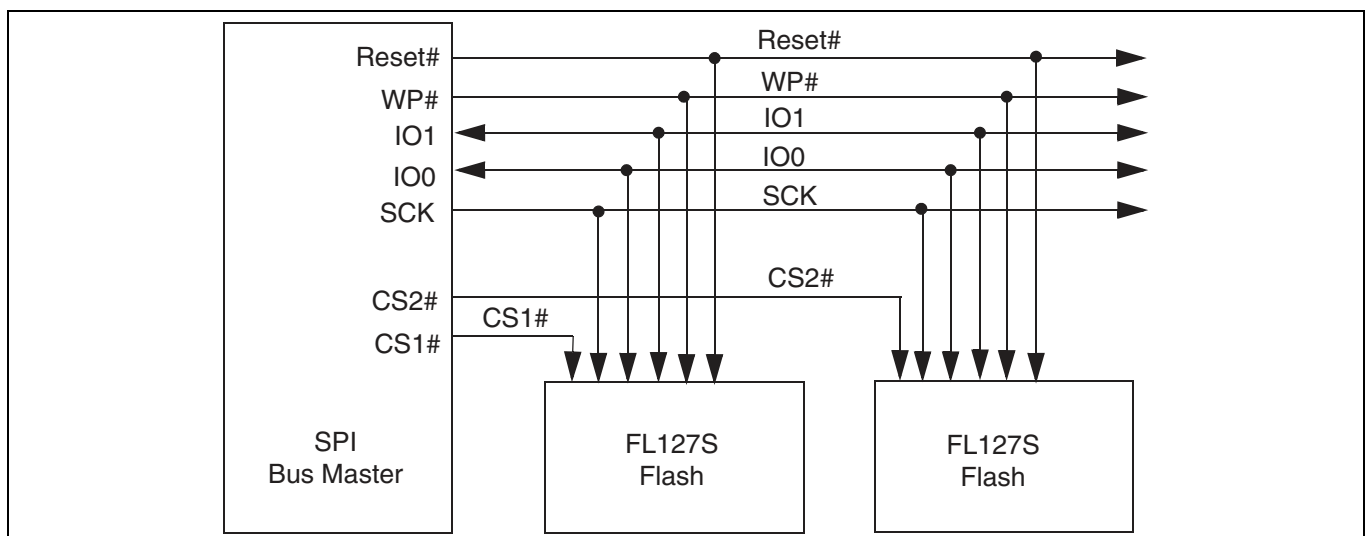 Reset#
Reset#
WP#
WP#
IO1
IO1
IO0
IO0
SCK
SCK
CS2#
CS2#
CS1#
CS1#
SPI
Bus Master
FL127S
Flash
FL127S
Flash